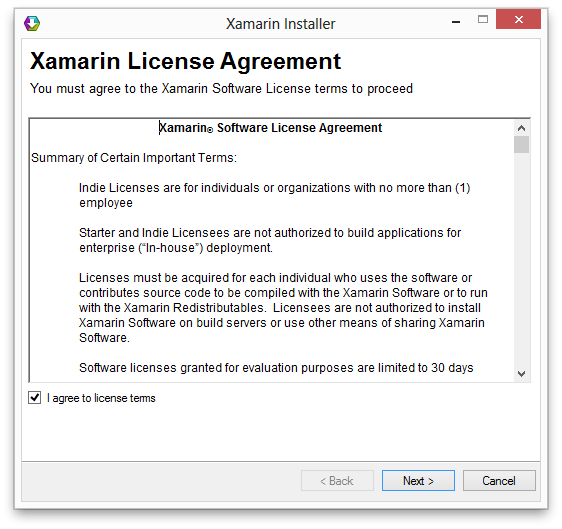 Xamarin Installer
Xamarin License Agreement
You must agree to the Xamarin Software License terms to proceed
Xamarin® Software License Agreement
Summary of Certain Important Terms:
Indie Licenses are for individuals or organizations with no more than (1)
employee
Starter and Indie Licensees are not authorized to build applications for
enterprise (“In-house”) deployment.
Licenses must be acquired for each individual who uses the software or
contributes source code to be compiled with the Xamarin Software or to run
with the Xamarin Redistributables.  Licensees are not authorized to install
Xamarin Software on build servers or use other means of sharing Xamarin
Software.
Software licenses granted for evaluation purposes are limited to 30 days
I agree to license terms
< Back Next > Cancel